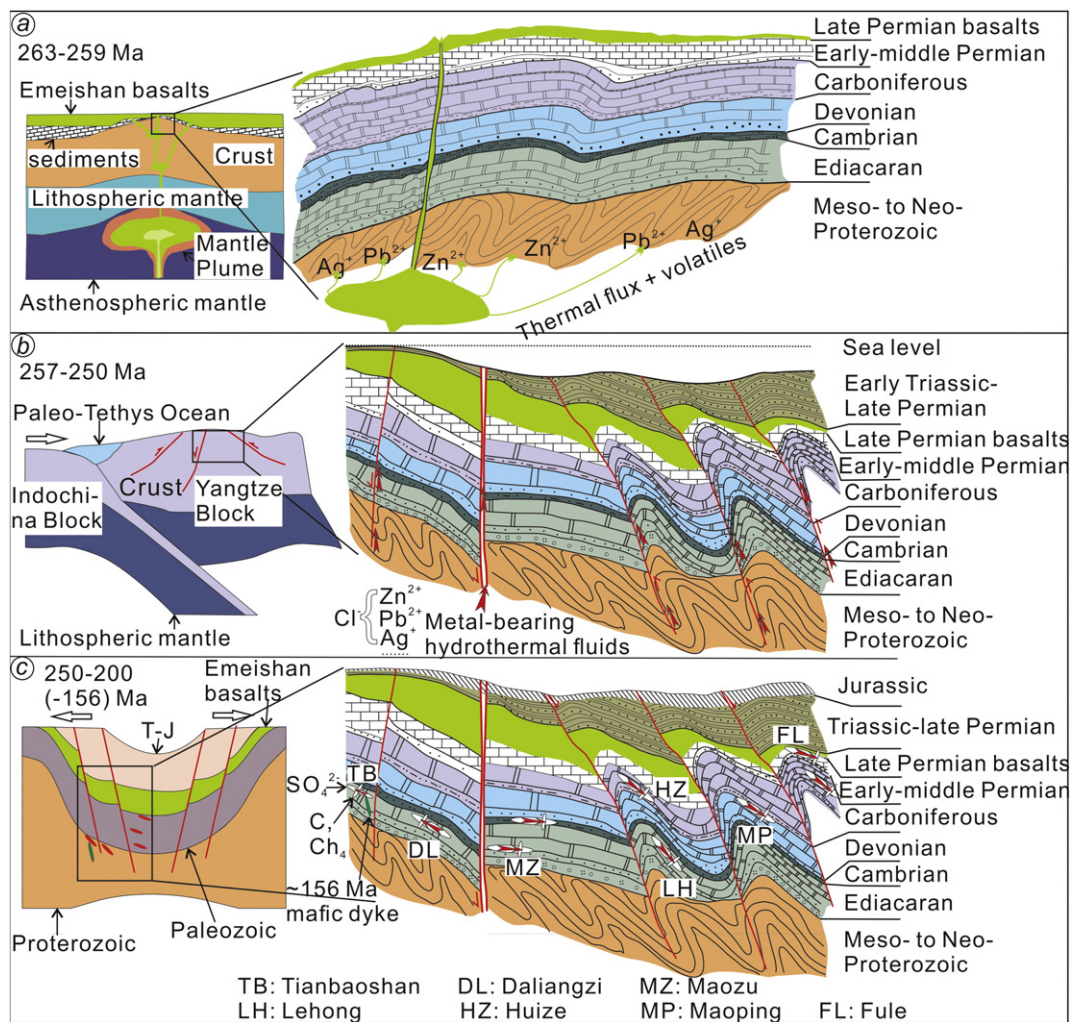 a
263-259 Ma
Emeishan basalts
sediments
Crust
Lithospheric mantle
Mantle
Plume
Asthenospheric mantle
Late Permian basalts
Early-middle Permian
Carboniferous
Devonian
Cambrian
Ediacaran
Meso- to Neo-
Proterozoic
Ag⁺
Pb²⁺
Zn²⁺
Zn²⁺
Pb²⁺
Ag⁺
Thermal flux + volatiles
b
257-250 Ma
Paleo-Tethys Ocean
Indochi-
na Block
Crust
Yangtze
Block
Lithospheric mantle
Sea level
Early Triassic-
Late Permian
Late Permian basalts
Early-middle Permian
Carboniferous
Devonian
Cambrian
Ediacaran
Meso- to Neo-
Proterozoic
Cl
Zn²⁺
Pb²⁺
Ag⁺
Metal-bearing
hydrothermal fluids
c
250-200
(-156) Ma
Emeishan
basalts
T-J
Proterozoic
Paleozoic
SO₄²⁻
C,
Ch₄
~156 Ma
mafic dyke
TB
DL
MZ
HZ
LH
MP
FL
Jurassic
Triassic-late Permian
Late Permian basalts
Early-middle Permian
Carboniferous
Devonian
Cambrian
Ediacaran
Meso- to Neo-
Proterozoic
TB: Tianbaoshan DL: Daliangzi MZ: Maozu
LH: Lehong HZ: Huize MP: Maoping FL: Fule